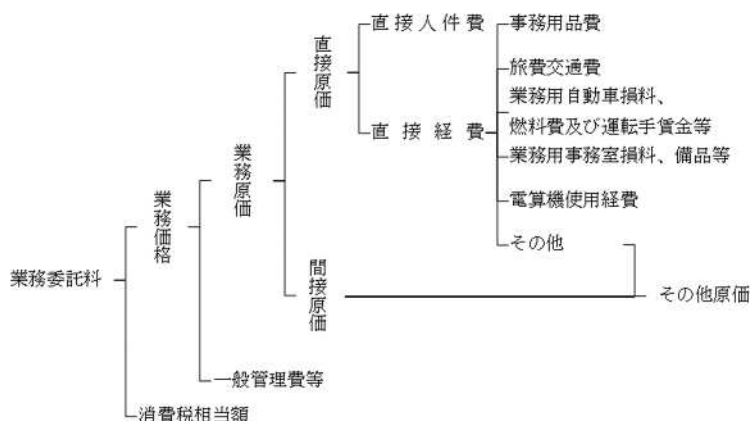 業務委託料
業務価格
消費税相当額
業務原価
一般管理費等
直接原価
間接原価
直接人件費
直接経費
事務用品費
旅費交通費
業務用自動車損料、
燃料費及び運転手賃金等
業務用事務室損料、備品等
電算機使用経費
その他
その他原価